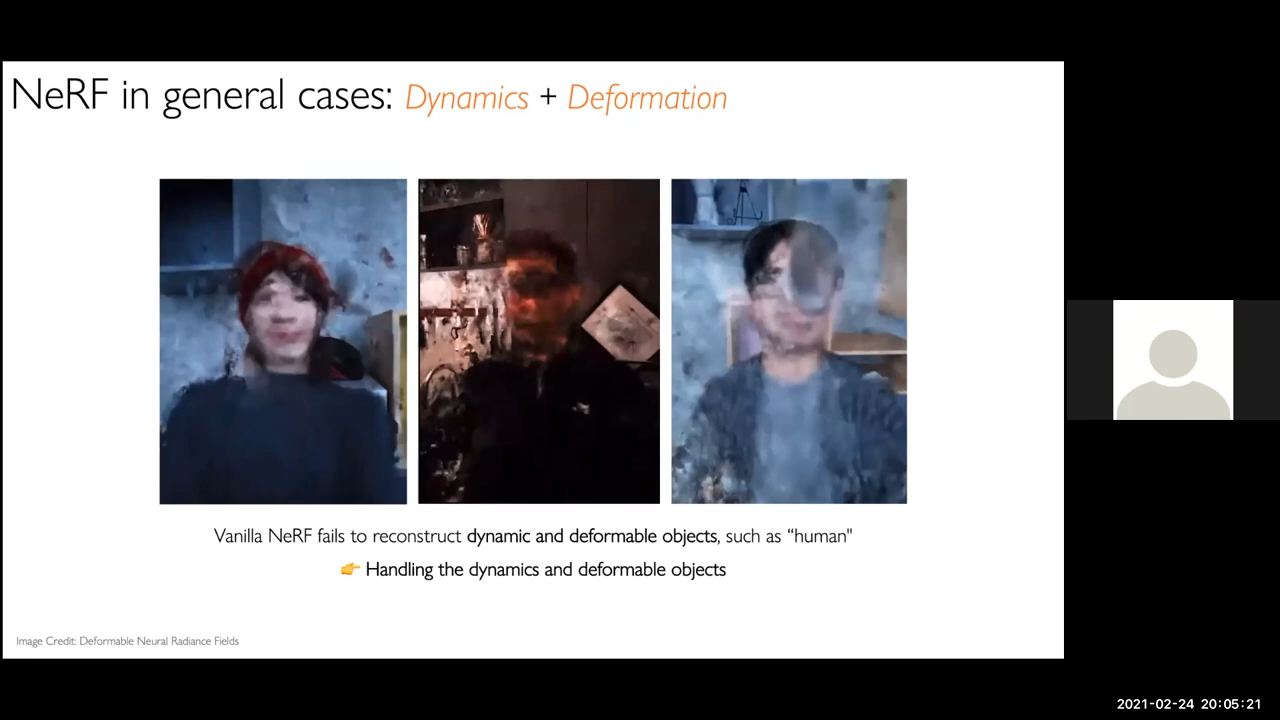 NeRF in general cases: Dynamics + Deformation
Vanilla NeRF fails to reconstruct dynamic and deformable objects, such as “human"
👉 Handling the dynamics and deformable objects
Image Credit: Deformable Neural Radiance Fields
2021-02-24 20:05:21